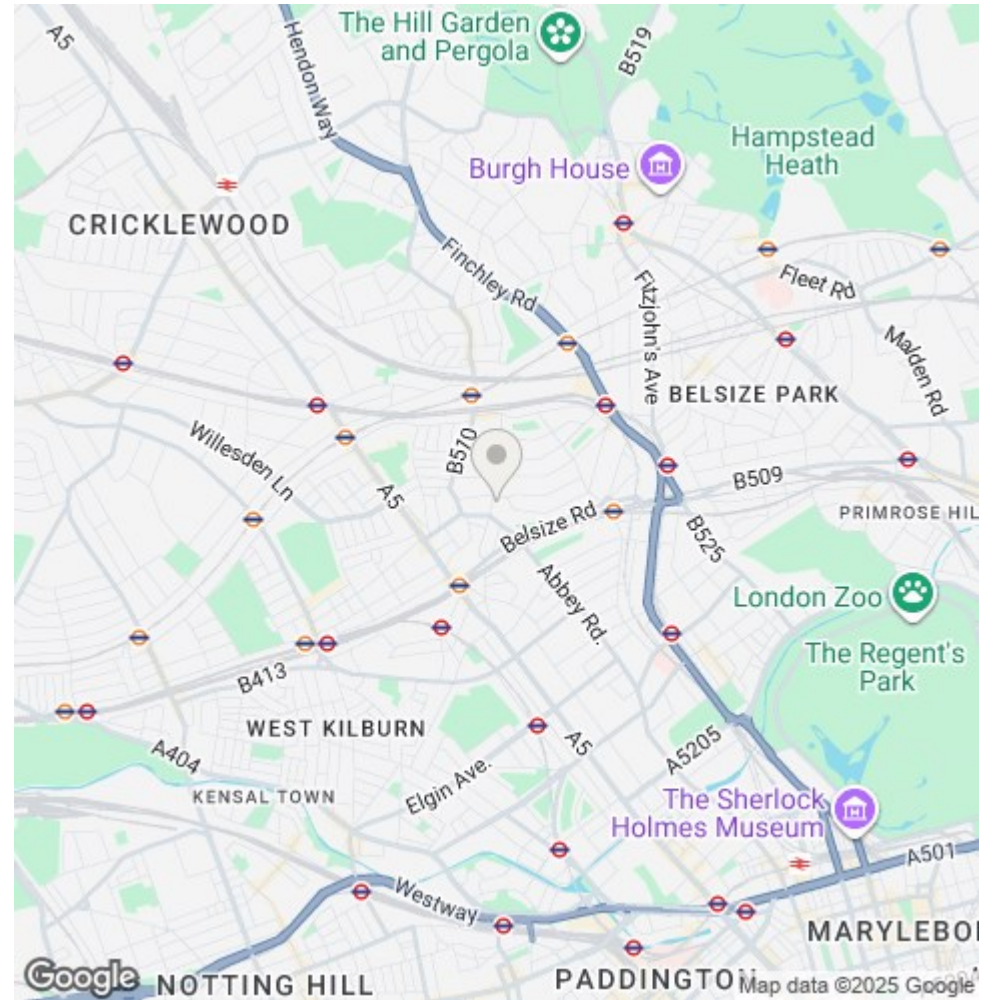 A5
Hendon Way
The Hill Garden
and Pergola
B519
Hampstead
Heath
Burgh House
CRICKLEWOOD
Finchley Rd
Fitzjohn's Ave
Fleet Rd
Malden Rd
BELSIZE PARK
B510
Willesden Ln
A5
B509
Belsize Rd
B525
PRIMROSE HIL
Abbey Rd.
London Zoo
The Regent's
Park
B413
WEST KILBURN
A404
A5
A5205
Elgin Ave.
KENSAL TOWN
The Sherlock
Holmes Museum
A501
Westway
MARYLEBO
Google
NOTTING HILL
PADDINGTON
Map data ©2025 Google